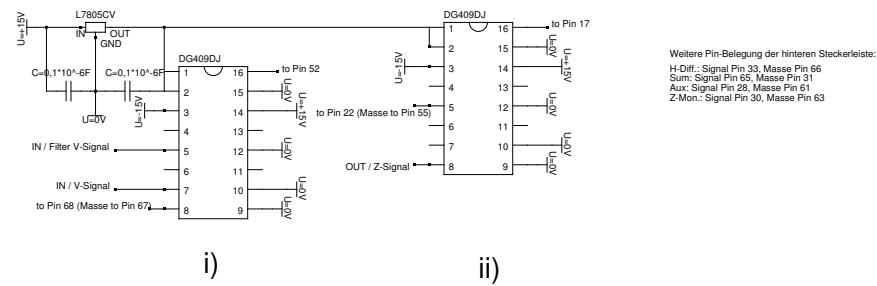 L7805CV
IN
OUT
GND
U=+15V
C=0,1*10^-6F
C=0,1*10^-6F
U=0V
DG409DJ
1
2
3
4
5
6
7
8
16
15
14
13
12
11
10
9
to Pin 52
U=0V
U=+15V
U=-15V
U=0V
U=0V
U=0V
IN / Filter V-Signal
IN / V-Signal
to Pin 68 (Masse to Pin 67)
i)
DG409DJ
1
2
3
4
5
6
7
8
16
15
14
13
12
11
10
9
to Pin 17
U=0V
U=+15V
U=-15V
U=0V
U=0V
U=0V
to Pin 22 (Masse to Pin 55)
OUT / Z-Signal
ii)
Weitere Pin-Belegung der hinteren Steckerleiste:
H-Diff.: Signal Pin 33, Masse Pin 66
Sum: Signal Pin 65, Masse Pin 31
Aux: Signal Pin 28, Masse Pin 61
Z-Mon.: Signal Pin 30, Masse Pin 63